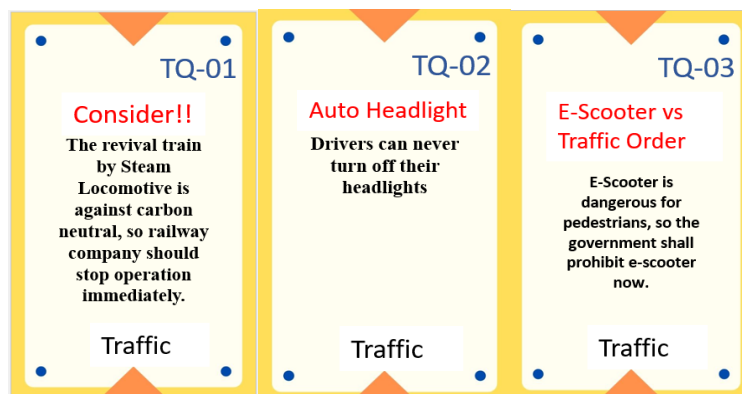 TQ-01
Consider!!
The revival train
by Steam
Locomotive is
against carbon
neutral, so railway
company should
stop operation
immediately.
Traffic
TQ-02
Auto Headlight
Drivers can never
turn off their
headlights
Traffic
TQ-03
E-Scooter vs
Traffic Order
E-Scooter is
dangerous for
pedestrians, so the
government shall
prohibit e-scooter
now.
Traffic